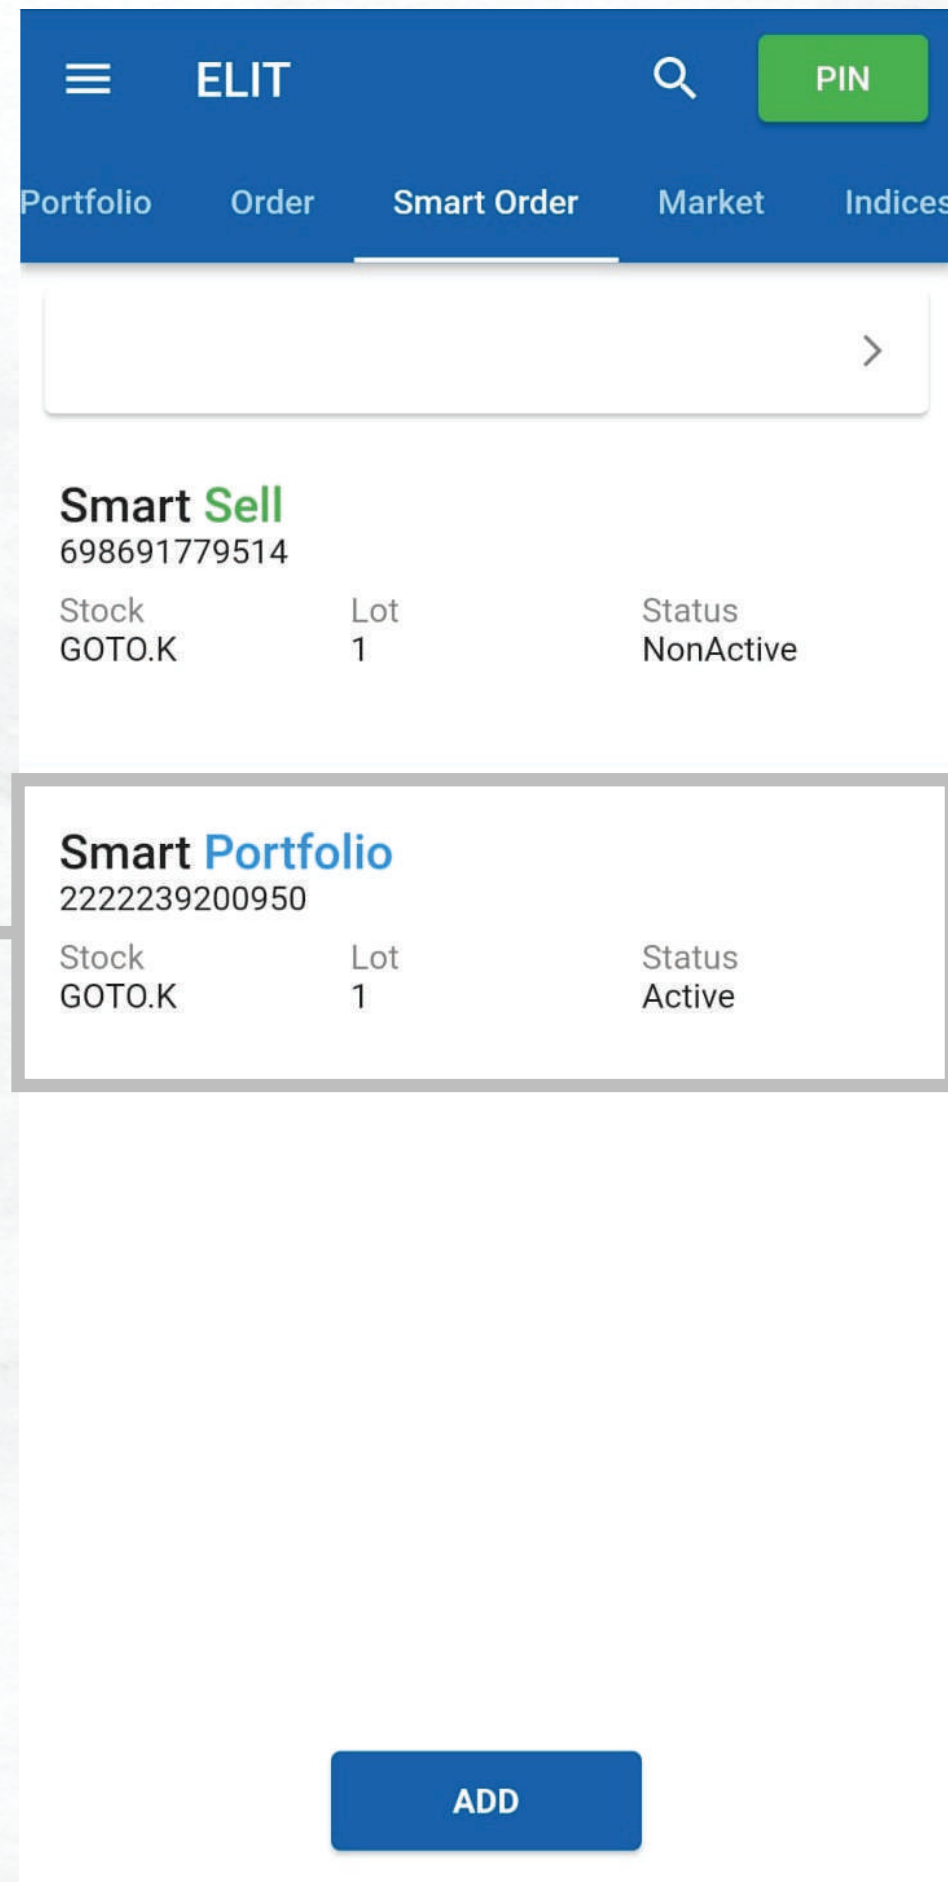 ELIT
PIN
Portfolio Order Smart Order Market Indices
Smart Sell
698691779514
Stock Lot Status
GOTO.K 1 NonActive
Smart Portfolio
2222239200950
Stock Lot Status
GOTO.K 1 Active
ADD